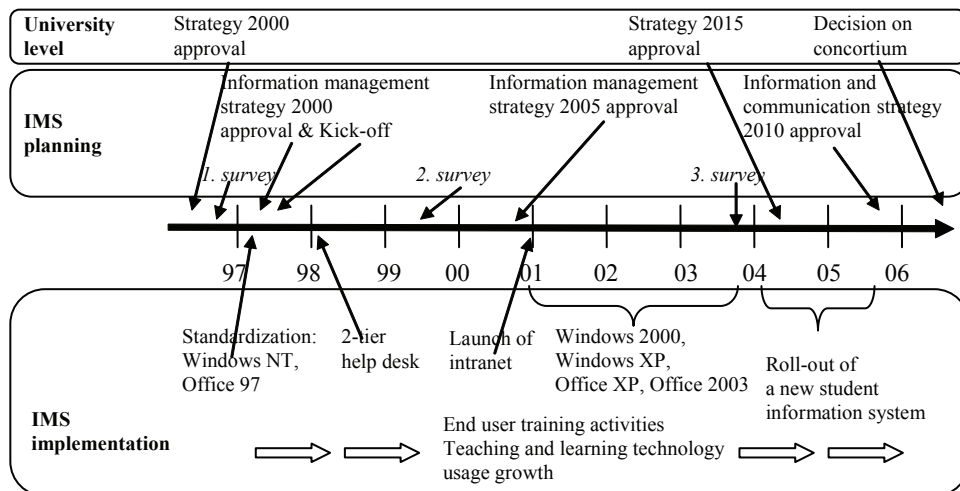 University
level
Strategy 2000
approval
Strategy 2015
approval
Decision on
concortium
IMS
planning
Information management
strategy 2000
approval & Kick-off
Information management
strategy 2005 approval
Information and
communication strategy
2010 approval
1. survey
2. survey
3. survey
97
98
99
00
01
02
03
04
05
06
IMS
implementation
Standardization:
Windows NT,
Office 97
2-tier
help desk
Launch of
intranet
Windows 2000,
Windows XP,
Office XP, Office 2003
Roll-out of
a new student
information system
End user training activities
Teaching and learning technology
usage growth